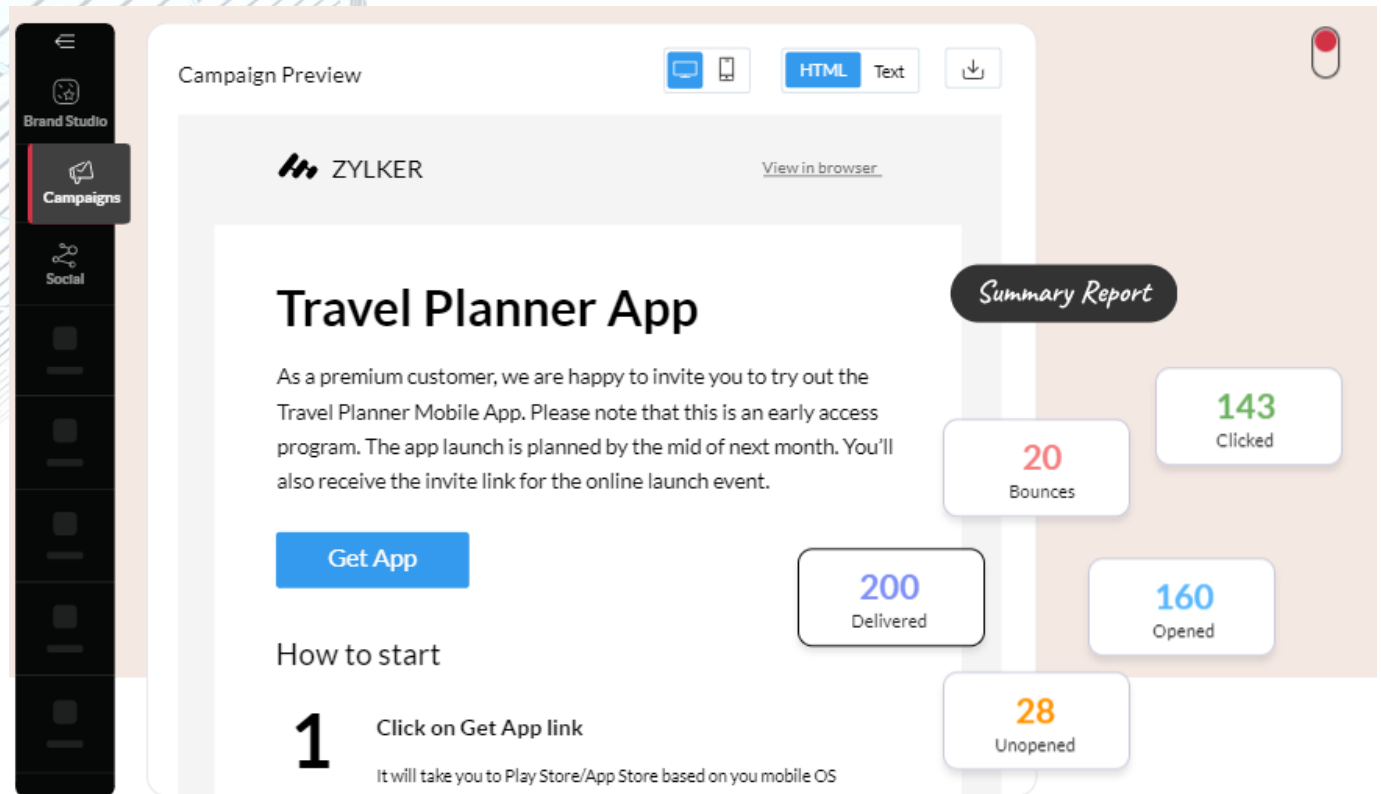 Brand Studio
Campaigns
Social
Campaign Preview
HTML
Text
ZYLKER
View in browser
Travel Planner App
As a premium customer, we are happy to invite you to try out the
Travel Planner Mobile App. Please note that this is an early access
program. The app launch is planned by the mid of next month. You'll
also receive the invite link for the online launch event.
Get App
How to start
1
Click on Get App link
It will take you to Play Store/App Store based on you mobile OS
Summary Report
143
Clicked
20
Bounces
200
Delivered
160
Opened
28
Unopened